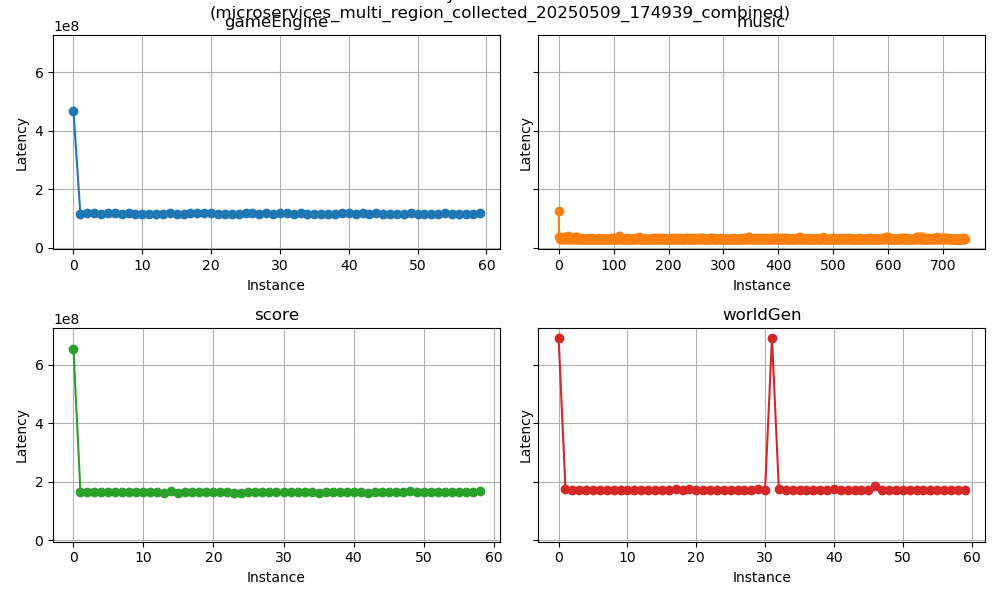 (microservices_multi_region_collected_20250509_174939_combined)
gameEngine
music
1e8
6
4
2
0
Latency
0 10 20 30 40 50 60
Instance
Latency
0 100 200 300 400 500 600 700
Instance
score
worldGen
1e8
6
4
2
0
Latency
0 10 20 30 40 50 60
Instance
Latency
0 10 20 30 40 50 60
Instance